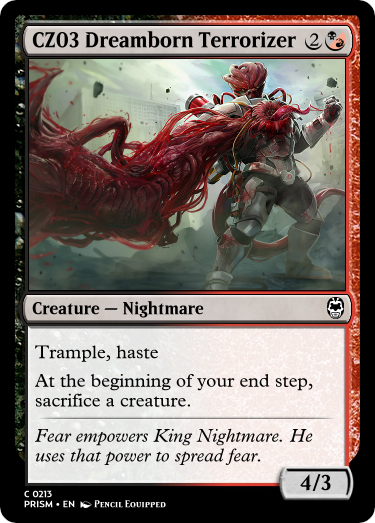 CZ03 Dreamborn Terrorizer 2
Creature — Nightmare
Trample, haste
At the beginning of your end step,
sacrifice a creature.
Fear empowers King Nightmare. He
uses that power to spread fear.
4/3
C 0213
PRISM • EN Pencil Equipped